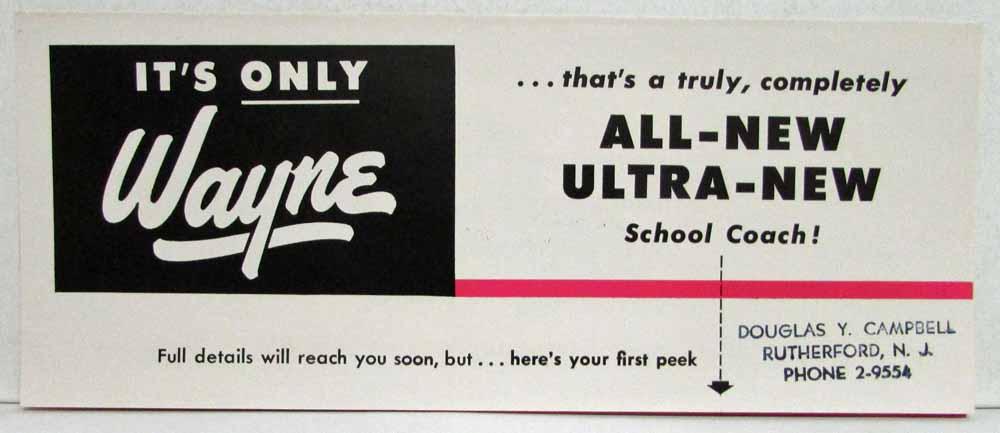 IT'S ONLY
Wayne
...that's a truly, completely
ALL-NEW
ULTRA-NEW
School Coach!
Full details will reach you soon, but... here's your first peek
DOUGLAS Y. CAMPBELL
RUTHERFORD, N. J.
PHONE 2-9554